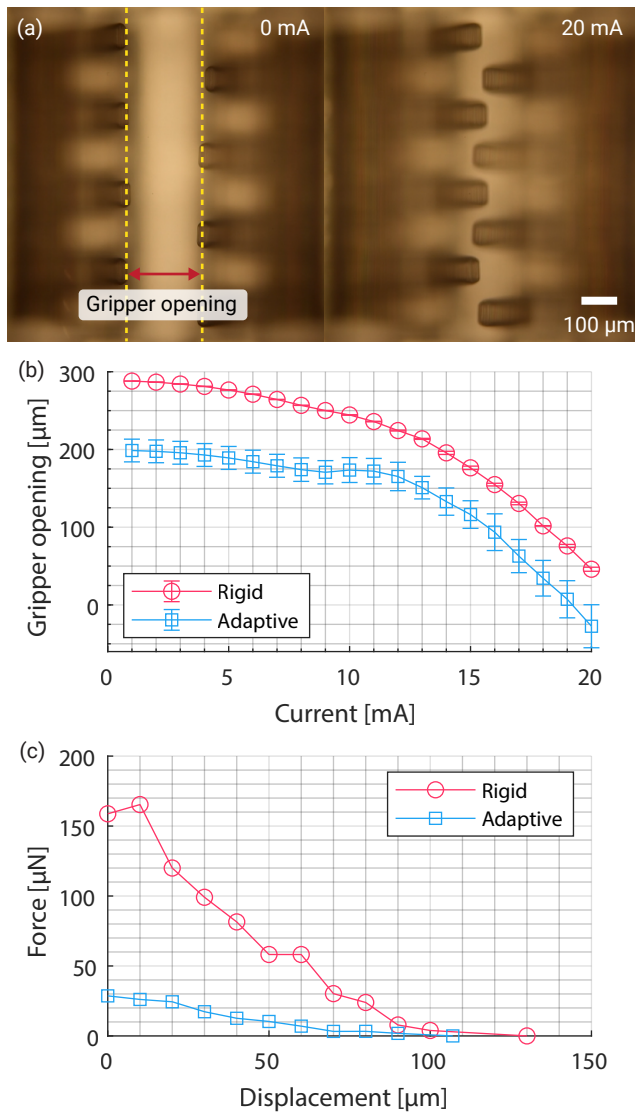 (a)
0 mA
20 mA
Gripper opening
100 μm
(b)
300
200
100
0
Gripper opening [μm]
Rigid
Adaptive
0 5 10 15 20
Current [mA]
(c)
200
150
100
50
0
Force [μN]
Rigid
Adaptive
0 50 100 150
Displacement [μm]